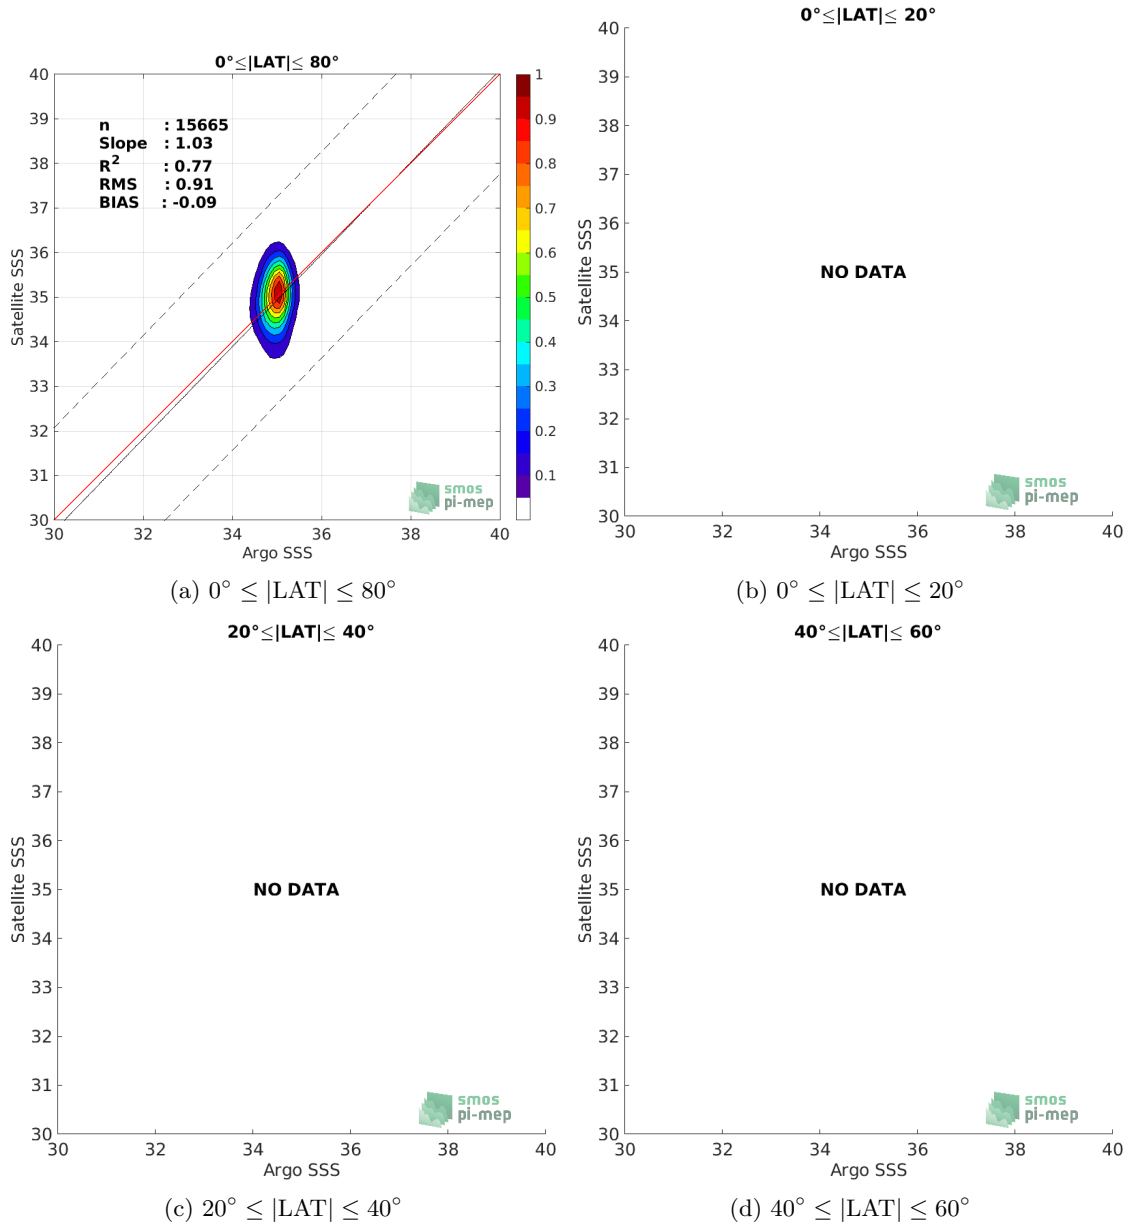 0°≤|LAT|≤ 80°
n : 15665
Slope : 1.03
R2 : 0.77
RMS : 0.91
BIAS : -0.09
40
39
38
37
36
35
34
33
32
31
30
Satellite SSS
30 32 34 36 38 40
Argo SSS
1
0.9
0.8
0.7
0.6
0.5
0.4
0.3
0.2
0.1
smos
pi-mep
(a) 0° ≤ |LAT| ≤ 80°
0°≤|LAT|≤ 20°
40
39
38
37
36
35
34
33
32
31
30
Satellite SSS
NO DATA
30 32 34 36 38 40
Argo SSS
smos
pi-mep
(b) 0° ≤ |LAT| ≤ 20°
20°≤|LAT|≤ 40°
40
39
38
37
36
35
34
33
32
31
30
Satellite SSS
NO DATA
30 32 34 36 38 40
Argo SSS
smos
pi-mep
(c) 20° ≤ |LAT| ≤ 40°
40°≤|LAT|≤ 60°
40
39
38
37
36
35
34
33
32
31
30
Satellite SSS
NO DATA
30 32 34 36 38 40
Argo SSS
smos
pi-mep
(d) 40° ≤ |LAT| ≤ 60°